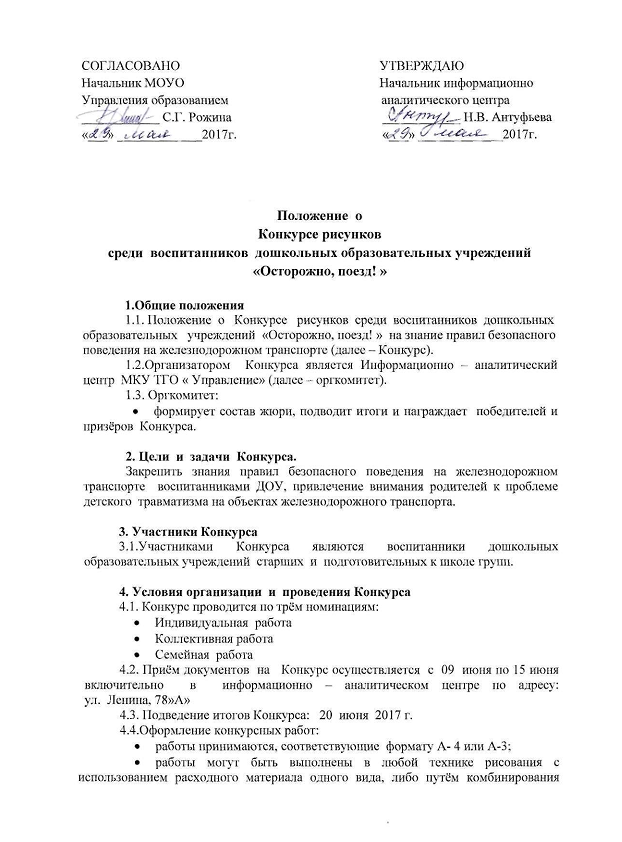 СОГЛАСОВАНО УТВЕРЖДАЮ
Начальник МОУО Начальник информационно
Управления образованием аналитического центра
С.Г. Рожина Н.В. Антуфьева
«29» мая 2017г. «29» мая 2017г.
Положение о
Конкурсе рисунков
среди воспитанников дошкольных образовательных учреждений
«Осторожно, поезд! »
1.Общие положения
1.1. Положение о Конкурсе рисунков среди воспитанников дошкольных
образовательных учреждений «Осторожно, поезд! » на знание правил безопасного
поведения на железнодорожном транспорте (далее – Конкурс).
1.2.Организатором Конкурса является Информационно – аналитический
центр МКУ ТГО « Управление» (далее – оргкомитет).
1.3. Оргкомитет:
• формирует состав жюри, подводит итоги и награждает победителей и
призёров Конкурса.
2. Цели и задачи Конкурса.
Закрепить знания правил безопасного поведения на железнодорожном
транспорте воспитанниками ДОУ, привлечение внимания родителей к проблеме
детского травматизма на объектах железнодорожного транспорта.
3. Участники Конкурса
3.1.Участниками Конкурса являются воспитанники дошкольных
образовательных учреждений старших и подготовительных к школе групп.
4. Условия организации и проведения Конкурса
4.1. Конкурс проводится по трём номинациям:
• Индивидуальная работа
• Коллективная работа
• Семейная работа
4.2. Приём документов на Конкурс осуществляется с 09 июня по 15 июня
включительно в информационно – аналитическом центре по адресу:
ул. Ленина, 78»А»
4.3. Подведение итогов Конкурса: 20 июня 2017 г.
4.4.Оформление конкурсных работ:
• работы принимаются, соответствующие формату А- 4 или А-3;
• работы могут быть выполнены в любой технике рисования с
использованием расходного материала одного вида, либо путём комбинирования